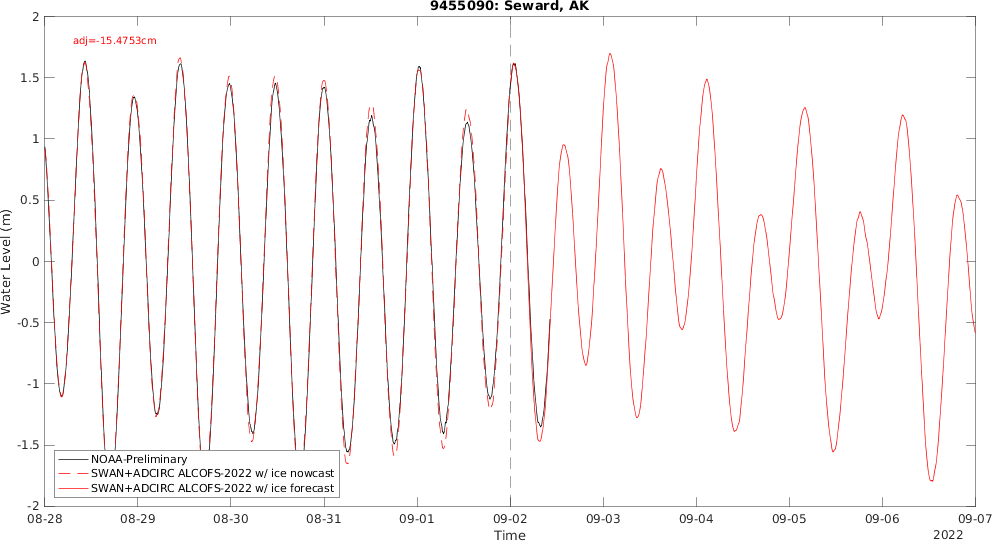 9455090: Seward, AK
adj=-15.4753cm
2
1.5
1
0.5
0
-0.5
-1
-1.5
-2
Water Level (m)
NOAA-Preliminary
SWAN+ADCIRC ALCOFS-2022 w/ ice nowcast
SWAN+ADCIRC ALCOFS-2022 w/ ice forecast
08-28 08-29 08-30 08-31 09-01 09-02 09-03 09-04 09-05 09-06 09-07
Time
2022